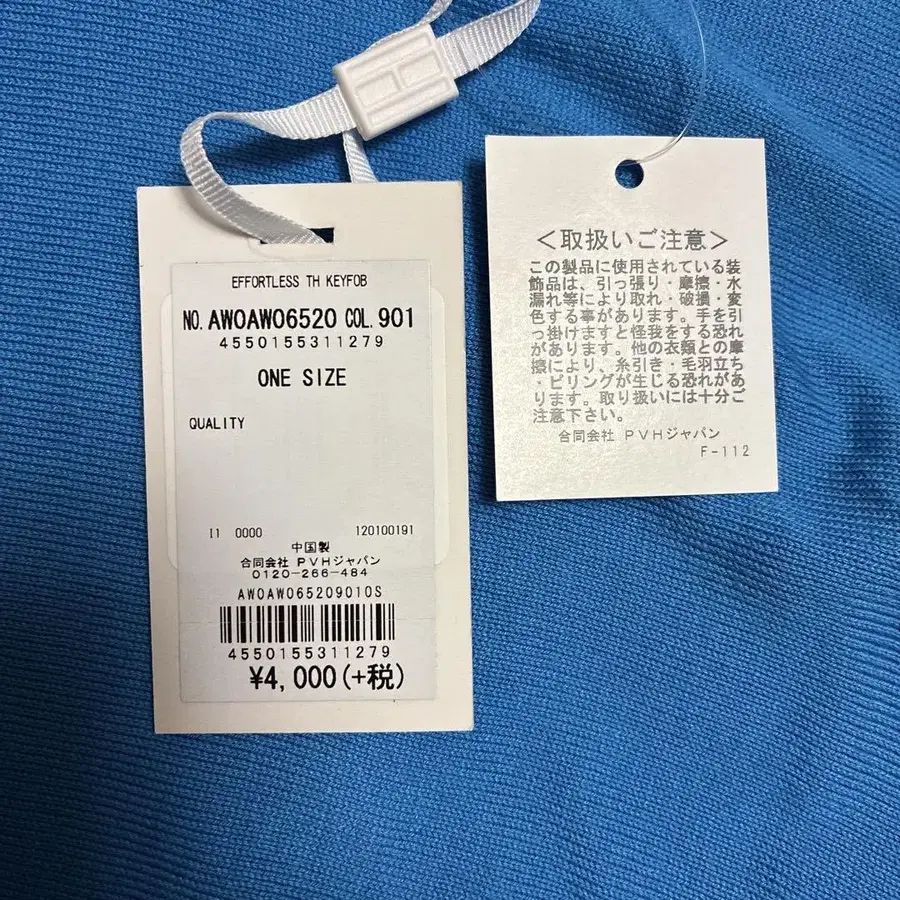 EFFORTLESS TH KEYFOB
NO. AW0AW06520 COL. 901
4550155311279
ONE SIZE
QUALITY
I1 0000 120100191
中国製
合同会社 PVHジャパン
0120-266-484
AW0AW065209010S
4550155311279
¥4,000(+税)
＜取扱いご注意＞
この製品に使用されている装
飾品は、引っ張り・摩擦・水
漏れ等により取れ・破損・変
色する事があります。手を引
っ掛けますと怪我をする恐れ
があります。他の衣類との摩
擦により、糸引き・毛羽立ち
・ピリングが生じる恐れがあ
ります。取り扱いには十分ご
注意下さい。
合同会社 PVHジャパン
F-112